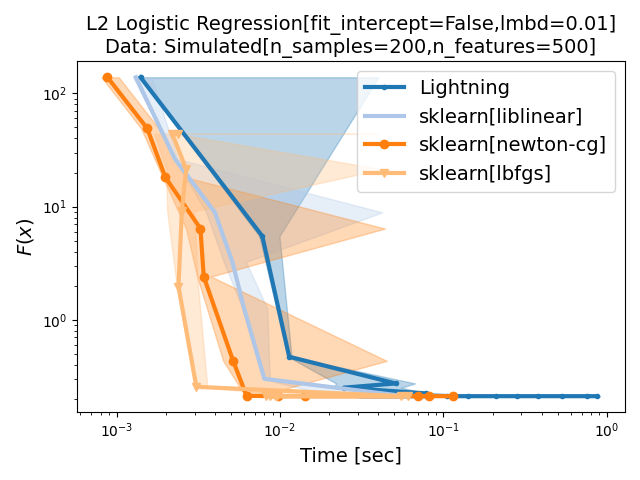 L2 Logistic Regression[fit_intercept=False,lmbd=0.01]
Data: Simulated[n_samples=200,n_features=500]
Lightning
sklearn[liblinear]
sklearn[newton-cg]
sklearn[lbfgs]
F(x)
10²
10¹
10⁰
10⁻³
10⁻²
10⁻¹
10⁰
Time [sec]